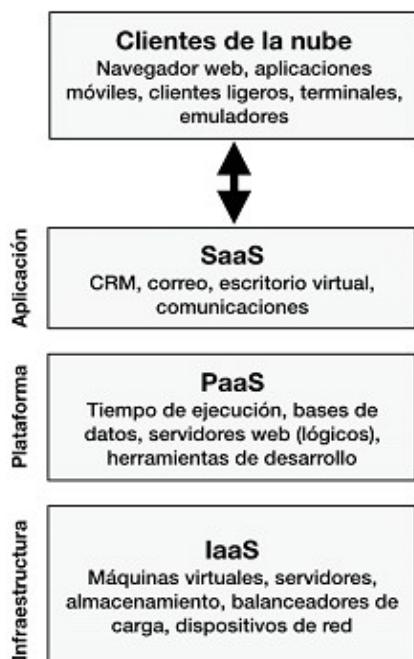 Clientes de la nube
Navegador web, aplicaciones
móviles, clientes ligeros, terminales,
emuladores
Aplicación
SaaS
CRM, correo, escritorio virtual,
comunicaciones
Plataforma
PaaS
Tiempo de ejecución, bases de
datos, servidores web (lógicos),
herramientas de desarrollo
Infraestructura
IaaS
Máquinas virtuales, servidores,
almacenamiento, balanceadores de
carga, dispositivos de red